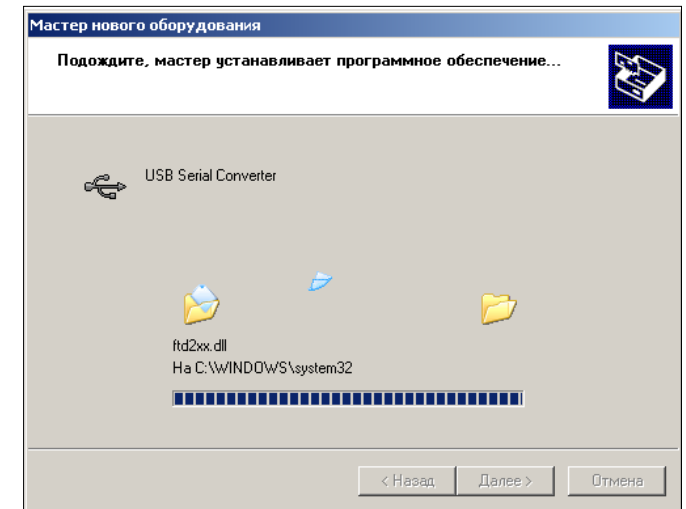 Мастер нового оборудования
Подождите, мастер устанавливает программное обеспечение...
USB Serial Converter
ftd2xx.dll
На C:\WINDOWS\system32
< Назад Далее > Отмена